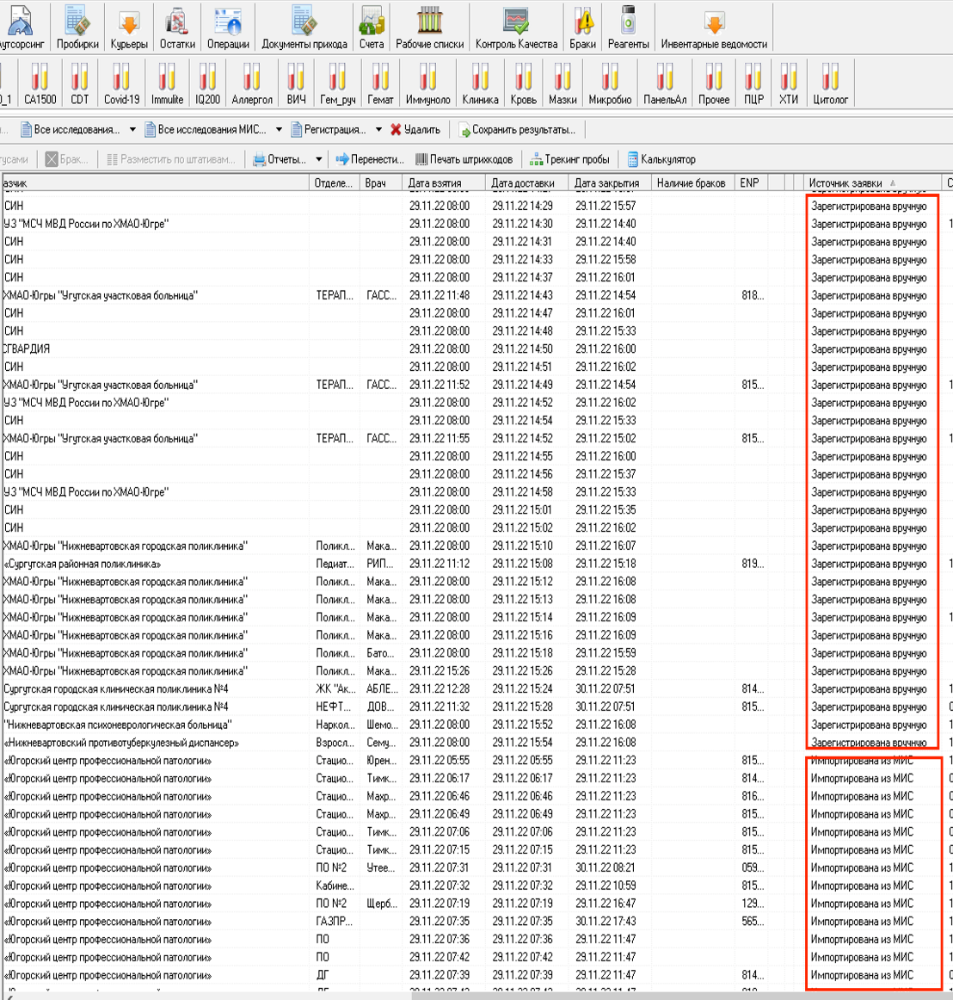 Аутсорсинг Пробирки Курьеры Остатки Операции Документы прихода Счета Рабочие списки Контроль Качества Браки Реагенты Инвентарные ведомости
0_1 CA1500 CDT Covid-19 Immulite IQ200 Аллергол ВИЧ Гем_руч Гемат Иммуноло Клиника Кровь Мазки Микробио ПанельАл Прочее ПЦР ХТИ Цитолог
Все исследования... Все исследования МИС... Регистрация... Удалить Сохранить результаты...
тусами Брак... Разместить по штативам... Отчеты... Перенести... Печать штрихкодов Трекинг пробы Калькулятор
азчик Отделе... Врач Дата взятия Дата доставки Дата закрытия Наличие браков ENP Источник заявки С
СИН 29.11.22 08:00 29.11.22 14:29 29.11.22 15:57 Зарегистрирована вручную
УЗ "МСЧ МВД России по ХМАО-Югре" 29.11.22 08:00 29.11.22 14:30 29.11.22 14:40 Зарегистрирована вручную 1
СИН 29.11.22 08:00 29.11.22 14:31 29.11.22 14:40 Зарегистрирована вручную
СИН 29.11.22 08:00 29.11.22 14:33 29.11.22 15:58 Зарегистрирована вручную
СИН 29.11.22 08:00 29.11.22 14:37 29.11.22 16:01 Зарегистрирована вручную
ХМАО-Югры "Угутская участковая больница" ТЕРАП... ГАСС... 29.11.22 11:48 29.11.22 14:43 29.11.22 14:54 818... Зарегистрирована вручную
СИН 29.11.22 08:00 29.11.22 14:47 29.11.22 16:01 Зарегистрирована вручную
СИН 29.11.22 08:00 29.11.22 14:48 29.11.22 15:33 Зарегистрирована вручную
СГВАРДИЯ 29.11.22 08:00 29.11.22 14:50 29.11.22 16:00 Зарегистрирована вручную
СИН 29.11.22 08:00 29.11.22 14:51 29.11.22 16:02 Зарегистрирована вручную
ХМАО-Югры "Угутская участковая больница" ТЕРАП... ГАСС... 29.11.22 11:52 29.11.22 14:49 29.11.22 14:54 815... Зарегистрирована вручную 1
УЗ "МСЧ МВД России по ХМАО-Югре" 29.11.22 08:00 29.11.22 14:52 29.11.22 16:02 Зарегистрирована вручную
СИН 29.11.22 08:00 29.11.22 14:54 29.11.22 15:33 Зарегистрирована вручную
ХМАО-Югры "Угутская участковая больница" ТЕРАП... ГАСС... 29.11.22 11:55 29.11.22 14:52 29.11.22 15:02 815... Зарегистрирована вручную 1
СИН 29.11.22 08:00 29.11.22 14:55 29.11.22 16:00 Зарегистрирована вручную
СИН 29.11.22 08:00 29.11.22 14:56 29.11.22 15:37 Зарегистрирована вручную
УЗ "МСЧ МВД России по ХМАО-Югре" 29.11.22 08:00 29.11.22 14:58 29.11.22 15:33 Зарегистрирована вручную
СИН 29.11.22 08:00 29.11.22 15:01 29.11.22 15:35 Зарегистрирована вручную
СИН 29.11.22 08:00 29.11.22 15:02 29.11.22 16:02 Зарегистрирована вручную
ХМАО-Югры "Нижневартовская городская поликлиника" Поликл... Мака... 29.11.22 08:00 29.11.22 15:10 29.11.22 16:07 Зарегистрирована вручную
«Сургутская районная поликлиника» Педиат... РИП... 29.11.22 11:12 29.11.22 15:08 29.11.22 15:18 819... Зарегистрирована вручную 1
ХМАО-Югры "Нижневартовская городская поликлиника" Поликл... Мака... 29.11.22 08:00 29.11.22 15:12 29.11.22 16:08 Зарегистрирована вручную
ХМАО-Югры "Нижневартовская городская поликлиника" Поликл... Мака... 29.11.22 08:00 29.11.22 15:13 29.11.22 16:08 Зарегистрирована вручную
ХМАО-Югры "Нижневартовская городская поликлиника" Поликл... Мака... 29.11.22 08:00 29.11.22 15:14 29.11.22 16:09 Зарегистрирована вручную 1
ХМАО-Югры "Нижневартовская городская поликлиника" Поликл... Мака... 29.11.22 08:00 29.11.22 15:16 29.11.22 16:09 Зарегистрирована вручную
ХМАО-Югры "Нижневартовская городская поликлиника" Поликл... Бато... 29.11.22 08:00 29.11.22 15:18 29.11.22 15:59 Зарегистрирована вручную
ХМАО-Югры "Нижневартовская городская поликлиника" Поликл... Мака... 29.11.22 15:26 29.11.22 15:26 29.11.22 15:28 Зарегистрирована вручную
Сургутская городская клиническая поликлиника №4 ЖК "Ак... АБЛЕ... 29.11.22 12:28 29.11.22 15:24 30.11.22 07:51 814... Зарегистрирована вручную 1
Сургутская городская клиническая поликлиника №4 НЕФТ... ДОВ... 29.11.22 11:32 29.11.22 15:28 30.11.22 07:51 815... Зарегистрирована вручную 0
"Нижневартовская психоневрологическая больница" Наркол... Шемо... 29.11.22 08:00 29.11.22 15:52 29.11.22 16:08 Зарегистрирована вручную 1
«Нижневартовский противотуберкулезный диспансер» Взросл... Сему... 29.11.22 08:00 29.11.22 15:54 29.11.22 16:08 Зарегистрирована вручную 1
«Югорский центр профессиональной патологии» Стацио... Юрен... 29.11.22 05:55 29.11.22 05:55 29.11.22 11:23 815... Импортирована из МИС 1
«Югорский центр профессиональной патологии» Стацио... Тимк... 29.11.22 06:17 29.11.22 06:17 29.11.22 11:23 814... Импортирована из МИС 0
«Югорский центр профессиональной патологии» Стацио... Махр... 29.11.22 06:46 29.11.22 06:46 29.11.22 11:23 816... Импортирована из МИС 0
«Югорский центр профессиональной патологии» Стацио... Махр... 29.11.22 06:49 29.11.22 06:49 29.11.22 11:23 815... Импортирована из МИС 0
«Югорский центр профессиональной патологии» Стацио... Тимк... 29.11.22 07:06 29.11.22 07:06 29.11.22 11:23 815... Импортирована из МИС 0
«Югорский центр профессиональной патологии» Стацио... Тимк... 29.11.22 07:15 29.11.22 07:15 29.11.22 11:23 815... Импортирована из МИС 0
«Югорский центр профессиональной патологии» ПО №2 Утее... 29.11.22 07:31 29.11.22 07:31 30.11.22 08:21 059... Импортирована из МИС 1
«Югорский центр профессиональной патологии» Кабине... 29.11.22 07:32 29.11.22 07:32 29.11.22 10:59 815... Импортирована из МИС 1
«Югорский центр профессиональной патологии» ПО №2 Щерб... 29.11.22 07:19 29.11.22 07:19 29.11.22 16:47 129... Импортирована из МИС 1
«Югорский центр профессиональной патологии» ГАЗПР... 29.11.22 07:35 29.11.22 07:35 30.11.22 17:43 565... Импортирована из МИС 1
«Югорский центр профессиональной патологии» ПО 29.11.22 07:36 29.11.22 07:36 29.11.22 11:47 Импортирована из МИС 1
«Югорский центр профессиональной патологии» ПО 29.11.22 07:42 29.11.22 07:42 29.11.22 11:47 Импортирована из МИС 1
«Югорский центр профессиональной патологии» ДГ 29.11.22 07:39 29.11.22 07:39 29.11.22 11:47 814... Импортирована из МИС 0